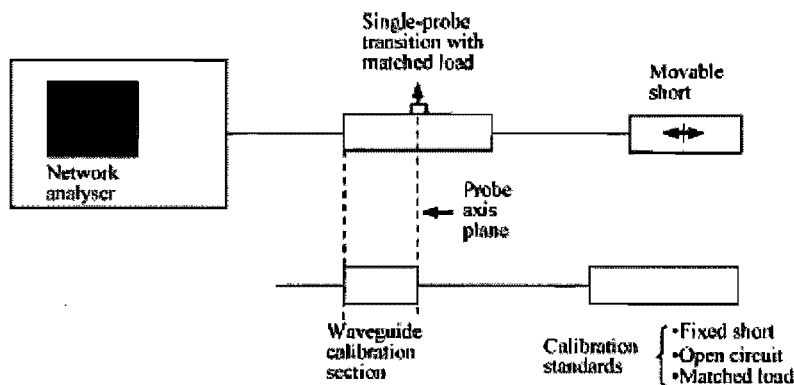 Single-probe
transition with
matched load
Movable
short
Network
analyser
Probe
axis
plane
Waveguide
calibration
section
Calibration
standards
•Fixed short
•Open circuit
•Matched load